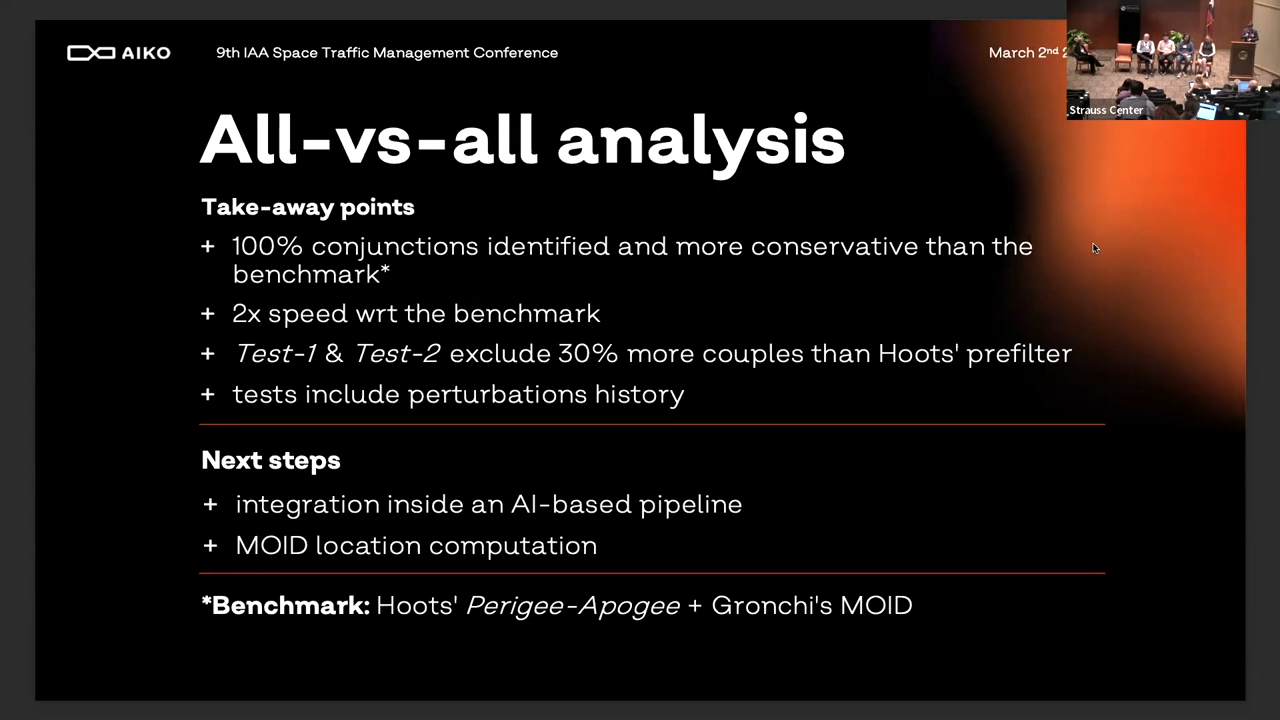 AIKO
9th IAA Space Traffic Management Conference
March 2nd
Strauss Center
All-vs-all analysis
Take-away points
+ 100% conjunctions identified and more conservative than the
benchmark*
+ 2x speed wrt the benchmark
+ Test-1 & Test-2 exclude 30% more couples than Hoots' prefilter
+ tests include perturbations history
Next steps
+ integration inside an AI-based pipeline
+ MOID location computation
*Benchmark: Hoots' Perigee-Apogee + Gronchi's MOID